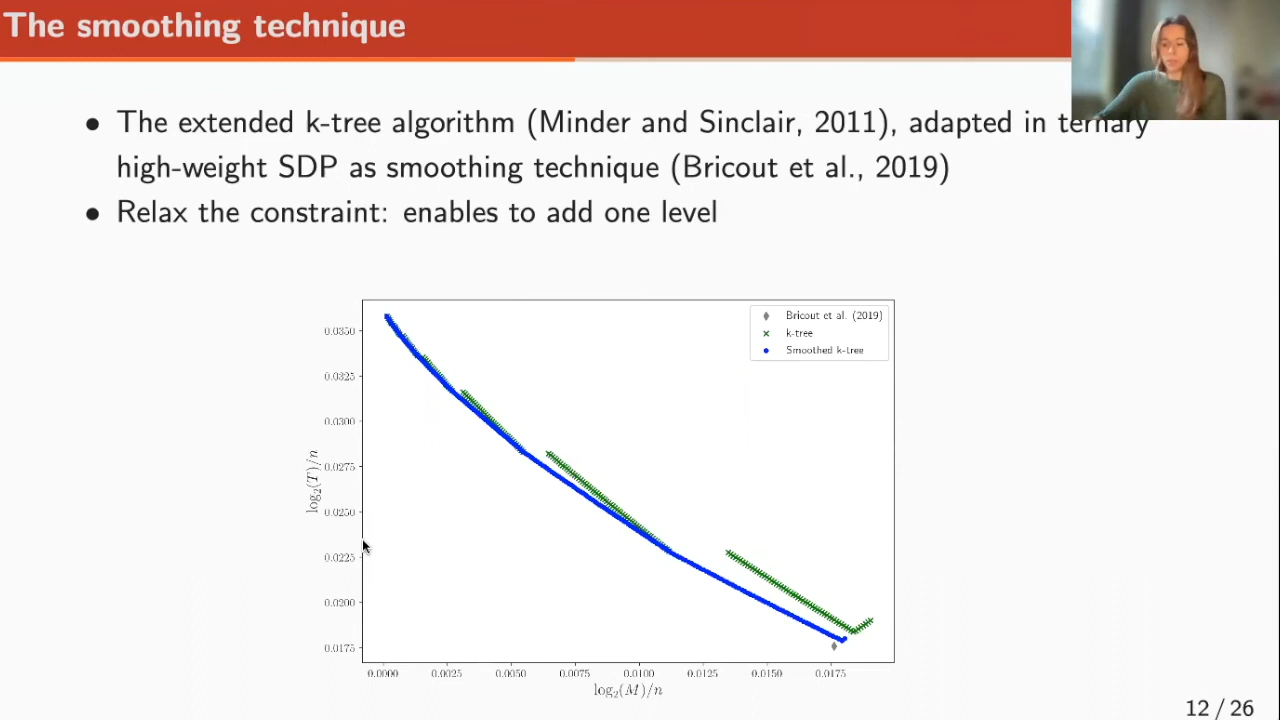 The smoothing technique
• The extended k-tree algorithm (Minder and Sinclair, 2011), adapted in ternary
high-weight SDP as smoothing technique (Bricout et al., 2019)
• Relax the constraint: enables to add one level
Bricout et al. (2019)
k-tree
Smoothed k-tree
log₂(T)/n
0.0350
0.0325
0.0300
0.0275
0.0250
0.0225
0.0200
0.0175
0.0000 0.0025 0.0050 0.0075 0.0100 0.0125 0.0150 0.0175
log₂(M)/n
12 / 26